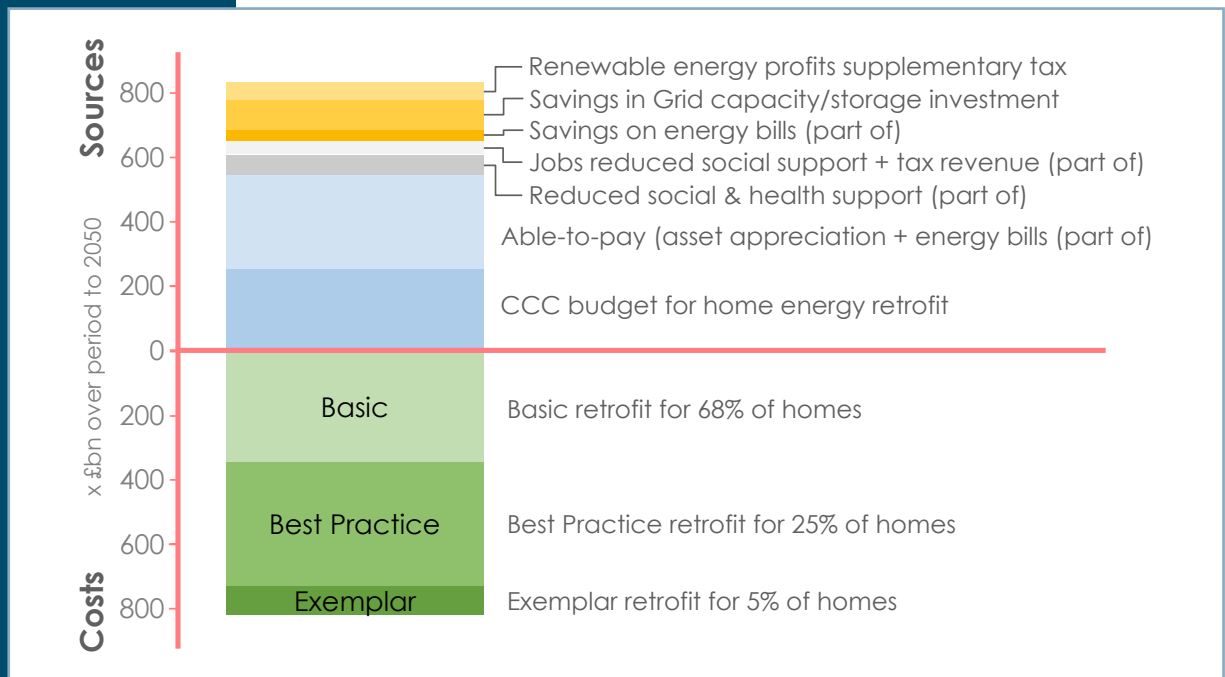 Sources
Renewable energy profits supplementary tax
800
Savings in Grid capacity/storage investment
Savings on energy bills (part of)
600
Jobs reduced social support + tax revenue (part of)
Reduced social & health support (part of)
400
Able-to-pay (asset appreciation + energy bills (part of)
200
CCC budget for home energy retrofit
x £bn over period to 2050
0
Basic
Basic retrofit for 68% of homes
200
400
Best Practice
Best Practice retrofit for 25% of homes
600
Exemplar
Exemplar retrofit for 5% of homes
800
Costs